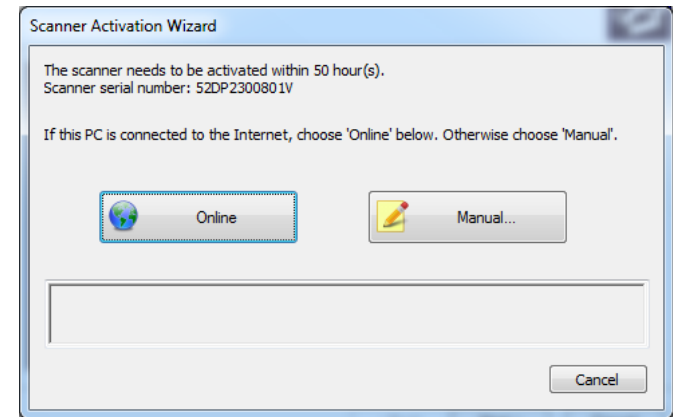 Scanner Activation Wizard
The scanner needs to be activated within 50 hour(s).
Scanner serial number: 52DP2300801V
If this PC is connected to the Internet, choose 'Online' below. Otherwise choose 'Manual'.
Online
Manual...
Cancel